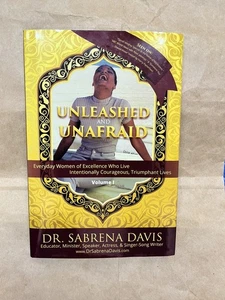 UNLEASHED
AND
UNAFRAID
Everyday Women of Excellence Who Live
Intentionally Courageous, Triumphant Lives
Volume I
DR. SABRENA DAVIS
Educator, Minister, Speaker, Actress, & Singer-Song Writer
www.DrSabrenaDavis.com